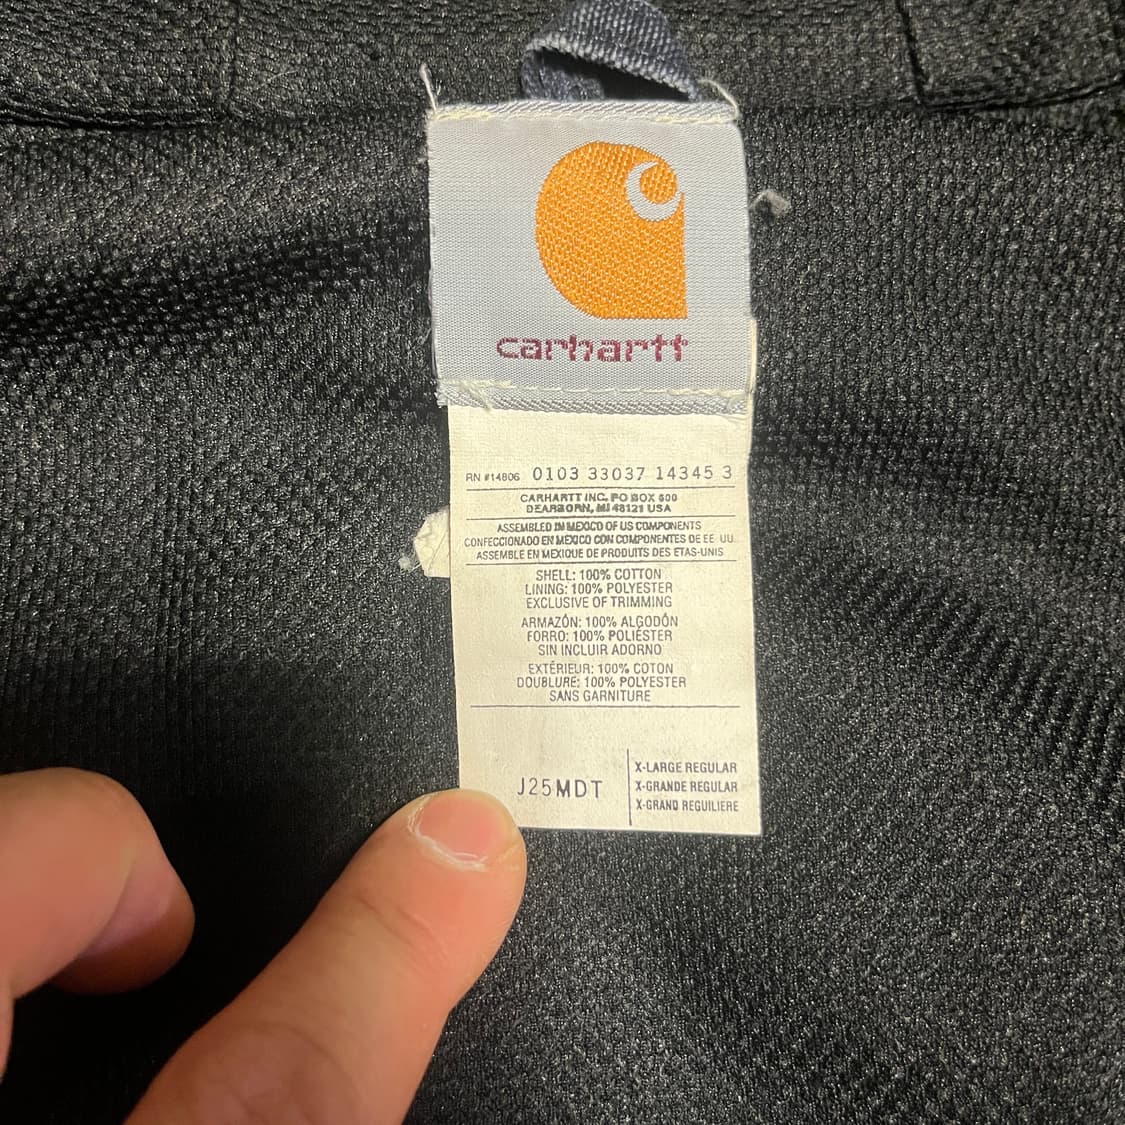 carhartt
RN #14806 0103 33037 14345 3
CARHARTT INC. PO BOX 600
DEARBORN, MI 48121 USA
ASSEMBLED IN MEXICO OF US COMPONENTS
CONFECCIONADO EN MEXICO CON COMPONENTES DE EE UU
ASSEMBLE EN MEXIQUE DE PRODUITS DES ETAS-UNIS
SHELL: 100% COTTON
LINING: 100% POLYESTER
EXCLUSIVE OF TRIMMING
ARMAZÓN: 100% ALGODÓN
FORRO: 100% POLIÉSTER
SIN INCLUIR ADORNO
EXTÉRIEUR: 100% COTON
DOUBLURE: 100% POLYESTER
SANS GARNITURE
J25MDT
X-LARGE REGULAR
X-GRANDE REGULAR
X-GRAND REGUILIERE